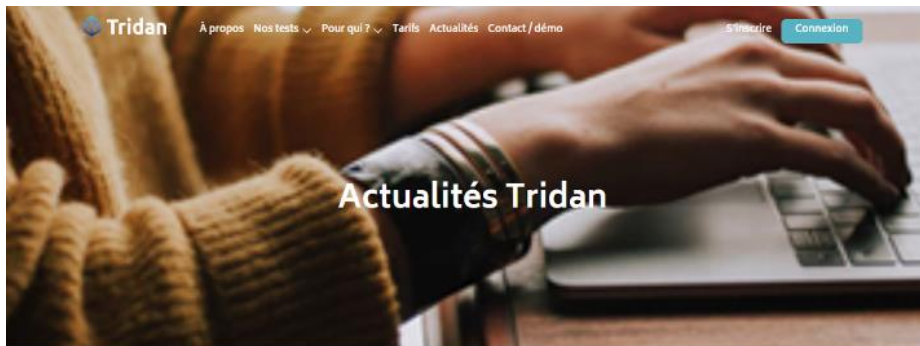 Tridan À propos Nos tests Pour qui ? Tarifs Actualités Contact / démo S'inscrire Connexion
Actualités Tridan